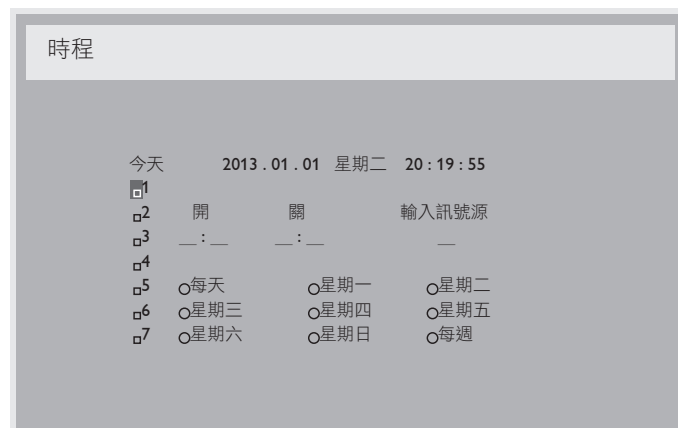 時程
今天 2013 . 01 . 01 星期二 20 : 19 : 55
1
2 開 關 輸入訊號源
3 __ : __ __ : __ __
4
5 每天 星期一 星期二
6 星期三 星期四 星期五
7 星期六 星期日 每週